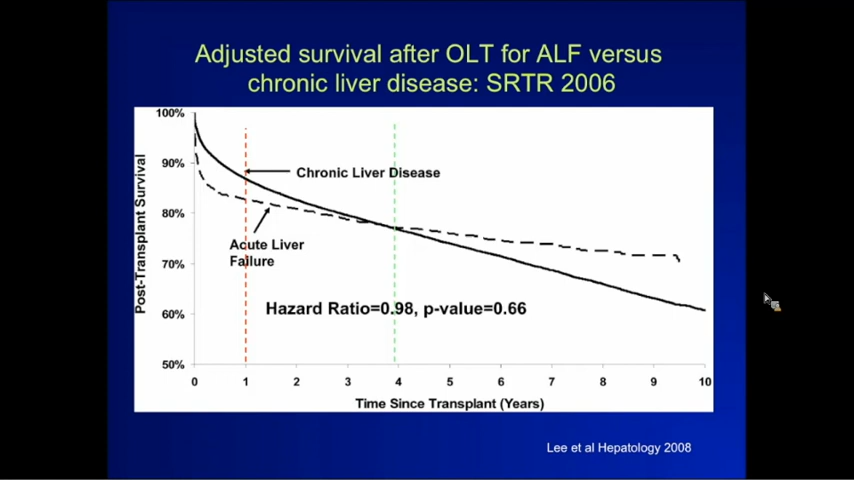 Adjusted survival after OLT for ALF versus
chronic liver disease: SRTR 2006
Post-Transplant Survival
100%
90%
80%
70%
60%
50%
Chronic Liver Disease
Acute Liver
Failure
Hazard Ratio=0.98, p-value=0.66
0 1 2 3 4 5 6 7 8 9 10
Time Since Transplant (Years)
Lee et al Hepatology 2008